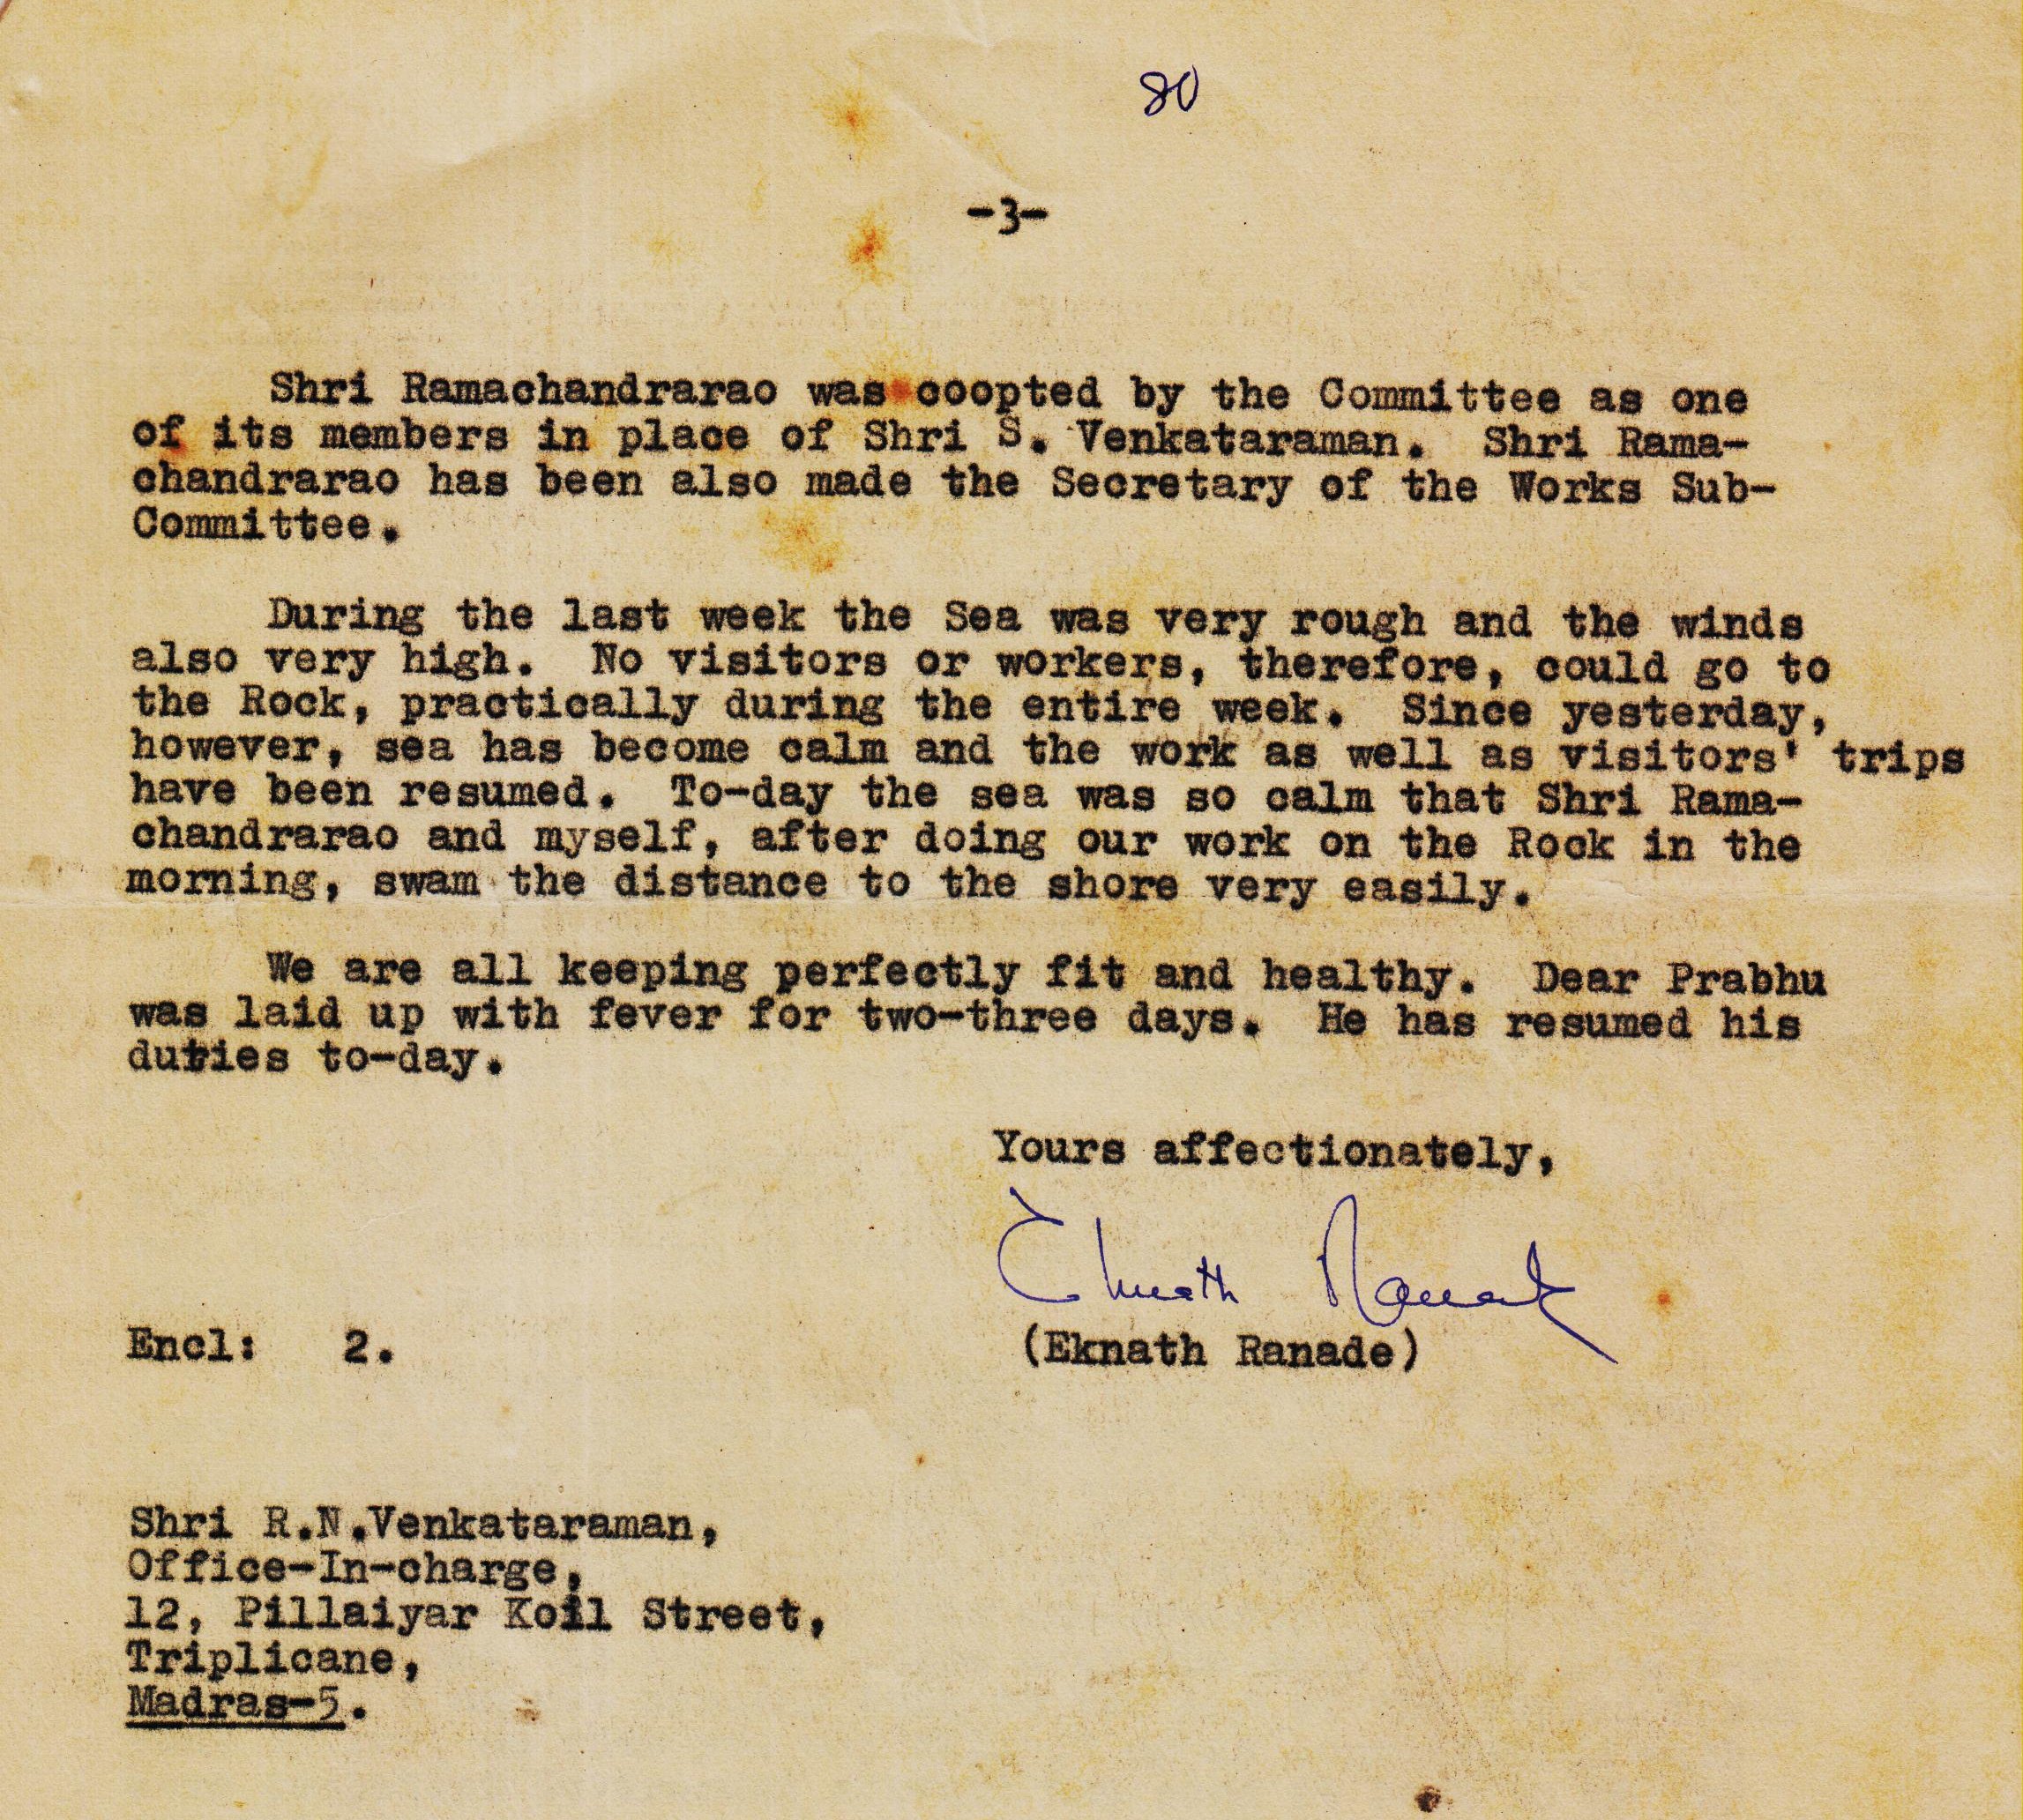 80
-3-
Shri Ramachandrarao was coopted by the Committee as one
of its members in place of Shri S. Venkataraman. Shri Rama-
chandrarao has been also made the Secretary of the Works Sub-
Committee.
During the last week the Sea was very rough and the winds
also very high. No visitors or workers, therefore, could go to
the Rock, practically during the entire week. Since yesterday,
however, sea has become calm and the work as well as visitors' trips
have been resumed. To-day the sea was so calm that Shri Rama-
chandrarao and myself, after doing our work on the Rock in the
morning, swam the distance to the shore very easily.
We are all keeping perfectly fit and healthy. Dear Prabhu
was laid up with fever for two-three days. He has resumed his
duties to-day.
Yours affectionately,
Eknath Ranade
(Eknath Ranade)
Encl: 2.
Shri R.N.Venkataraman,
Office-In-charge,
12, Pillaiyar Koil Street,
Triplicane,
Madras-5.